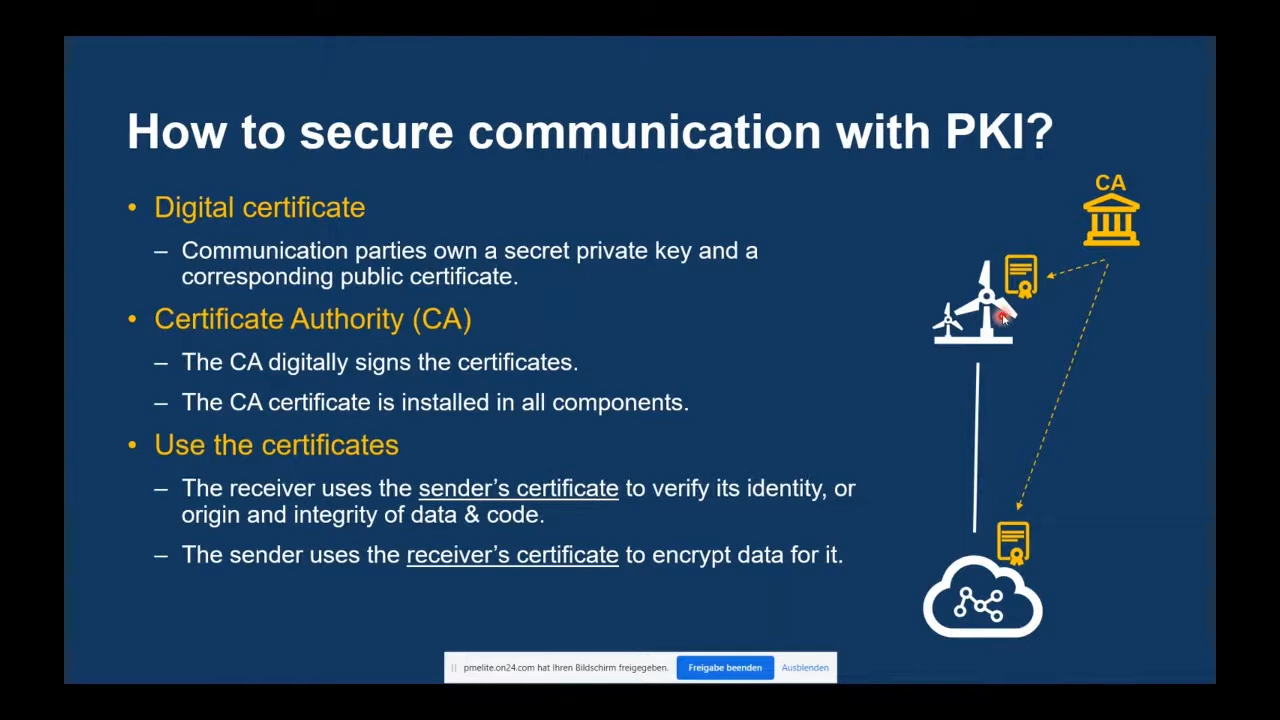 How to secure communication with PKI?
CA
• Digital certificate
– Communication parties own a secret private key and a
corresponding public certificate.
• Certificate Authority (CA)
– The CA digitally signs the certificates.
– The CA certificate is installed in all components.
• Use the certificates
– The receiver uses the sender’s certificate to verify its identity, or
origin and integrity of data & code.
– The sender uses the receiver’s certificate to encrypt data for it.
pmelite.on24.com hat Ihren Bildschirm freigegeben. Freigabe beenden Ausblenden